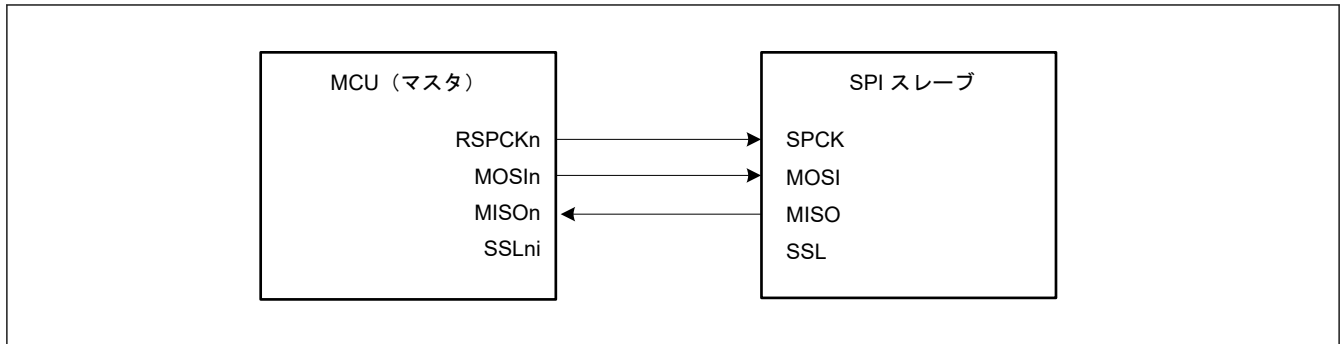 MCU（マスタ）
RSPCKn
MOSIn
MISOn
SSLni
SPI スレーブ
SPCK
MOSI
MISO
SSL